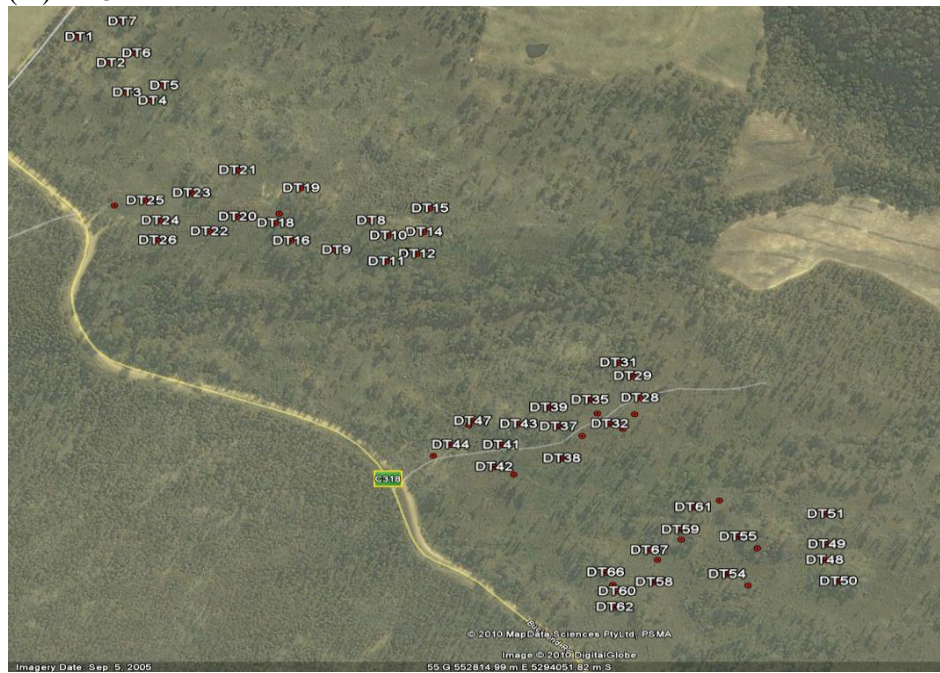 DT7
DT1
DT6
DT2
DT5
DT3
DT4
DT21
DT19
DT23
DT25
DT15
DT20
DT8
DT24
DT18
DT22
DT14
DT10
DT26
DT16
DT9
DT12
DT11
DT31
DT29
DT28
DT35
DT39
DT47
DT43
DT37
DT32
DT44
DT41
DT38
DT42
C318
DT61
DT51
DT59
DT55
DT49
DT67
DT48
DT66
DT54
DT58
DT50
DT60
DT62
© 2010 MapData Sciences PtyLtd, PSMA
Image © 2010 DigitalGlobe
Imagery Date: Sep 5, 2005
55 G 552814.99 m E 5294051.82 m S